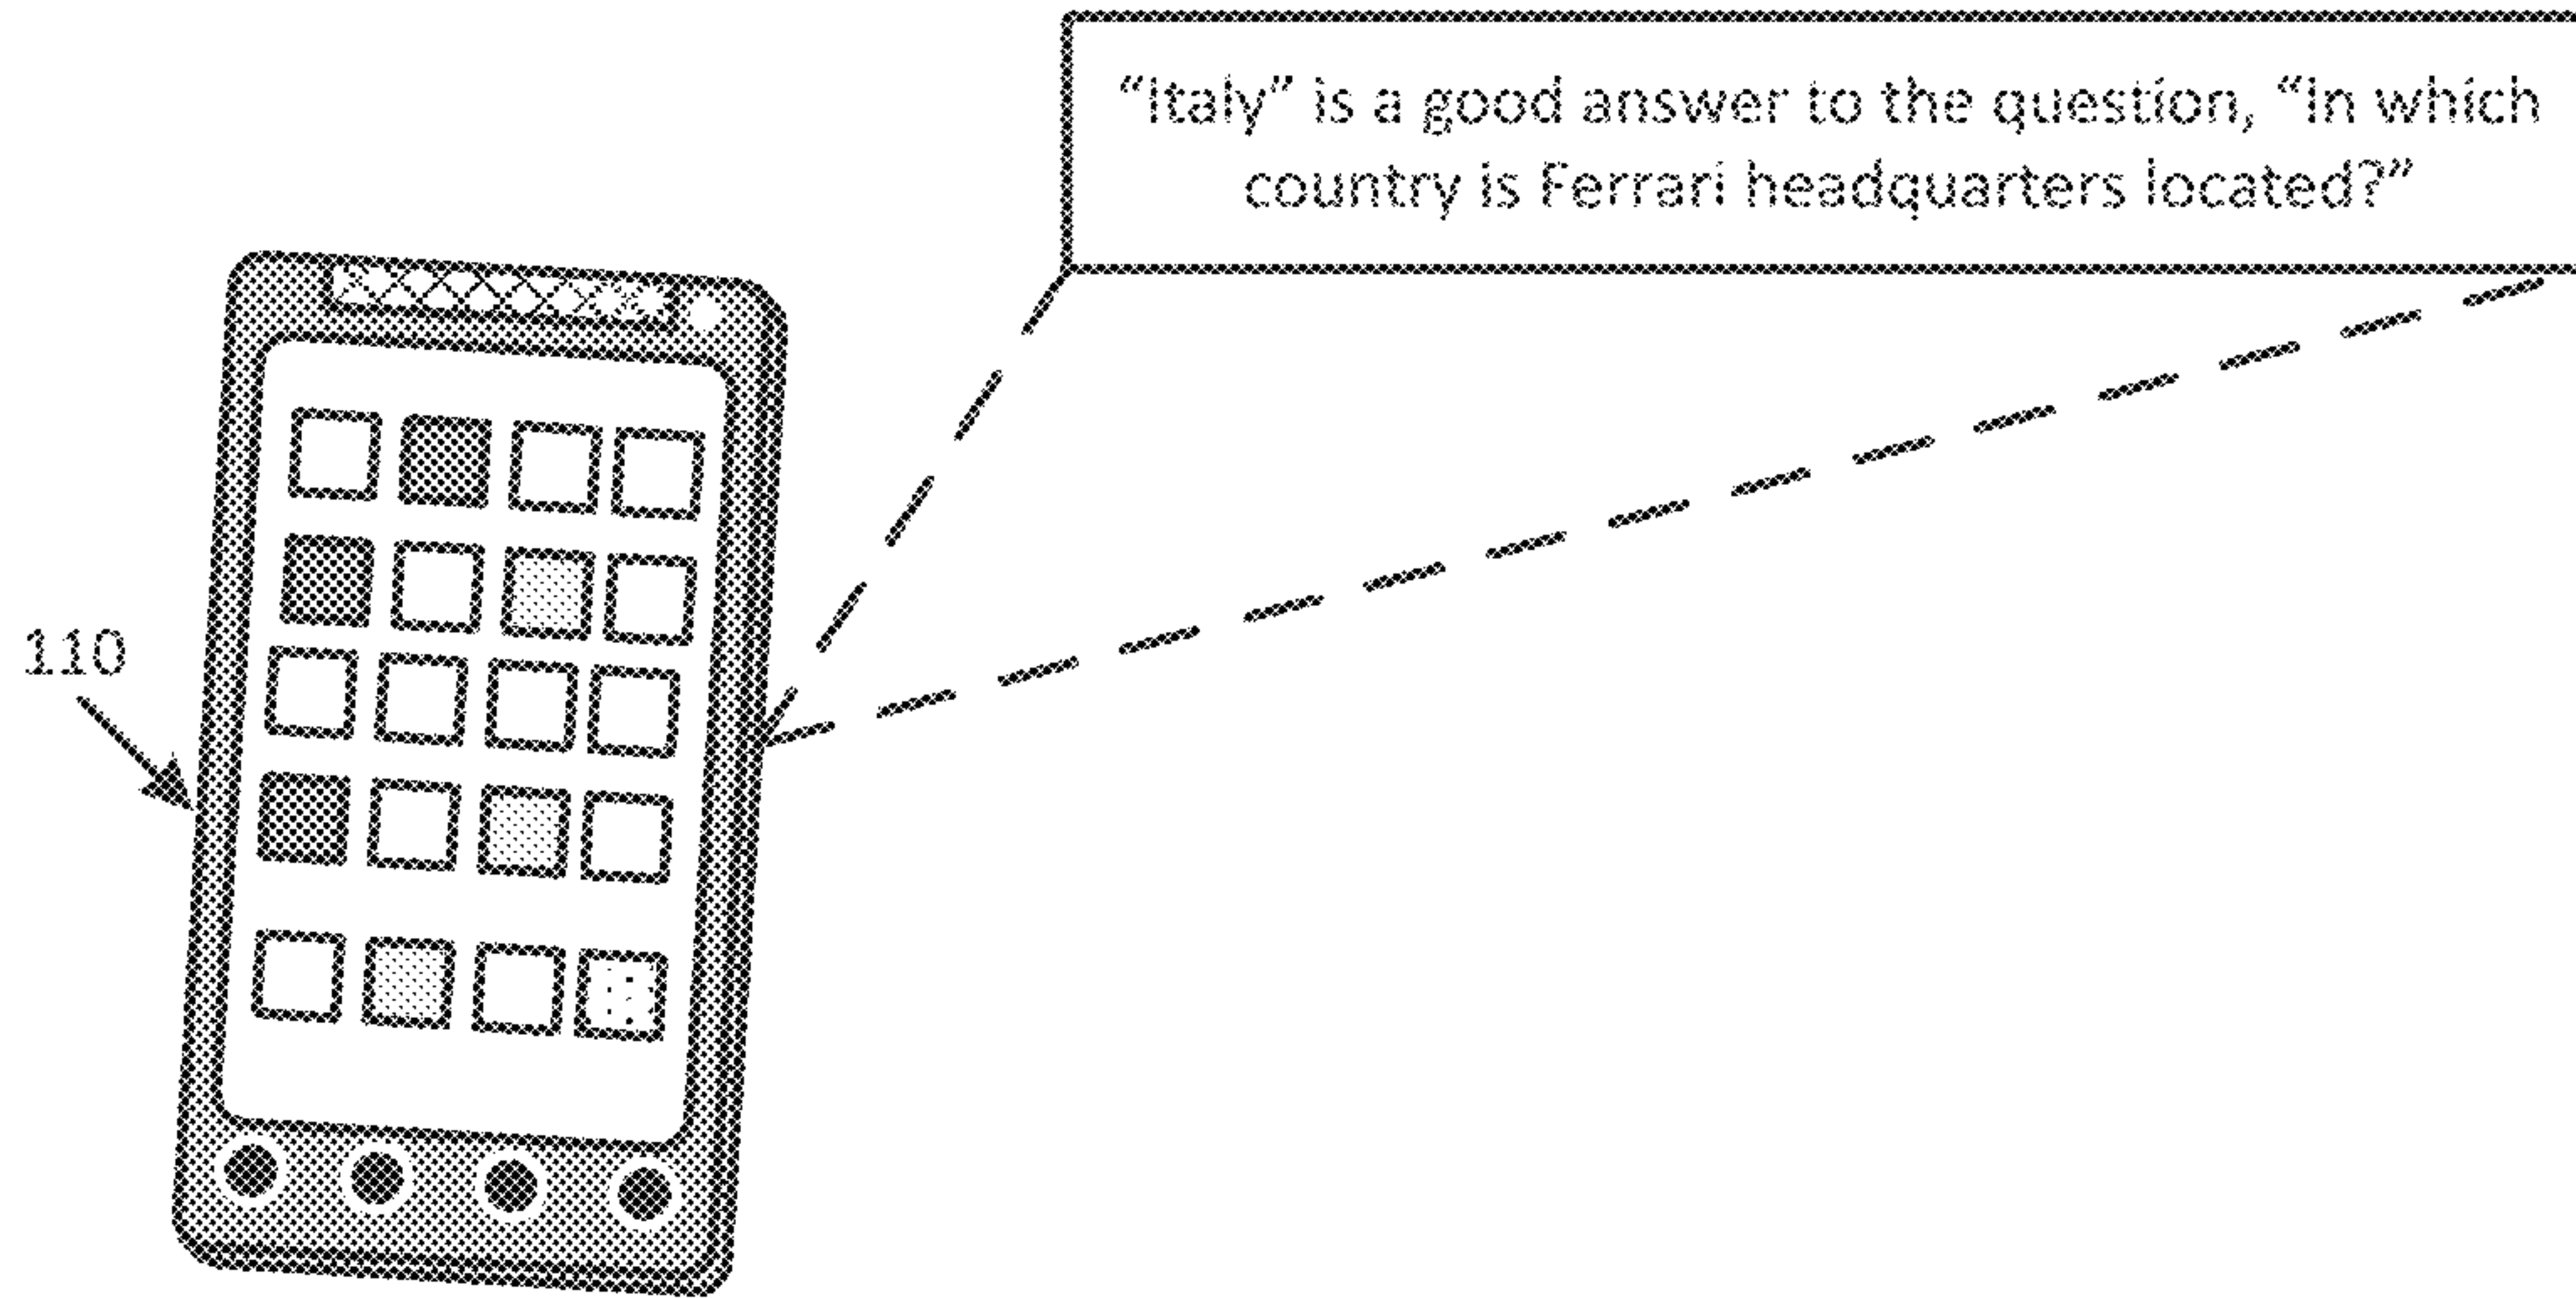 “Italy” is a good answer to the question, “In which
country is Ferrari headquarters located?”
110